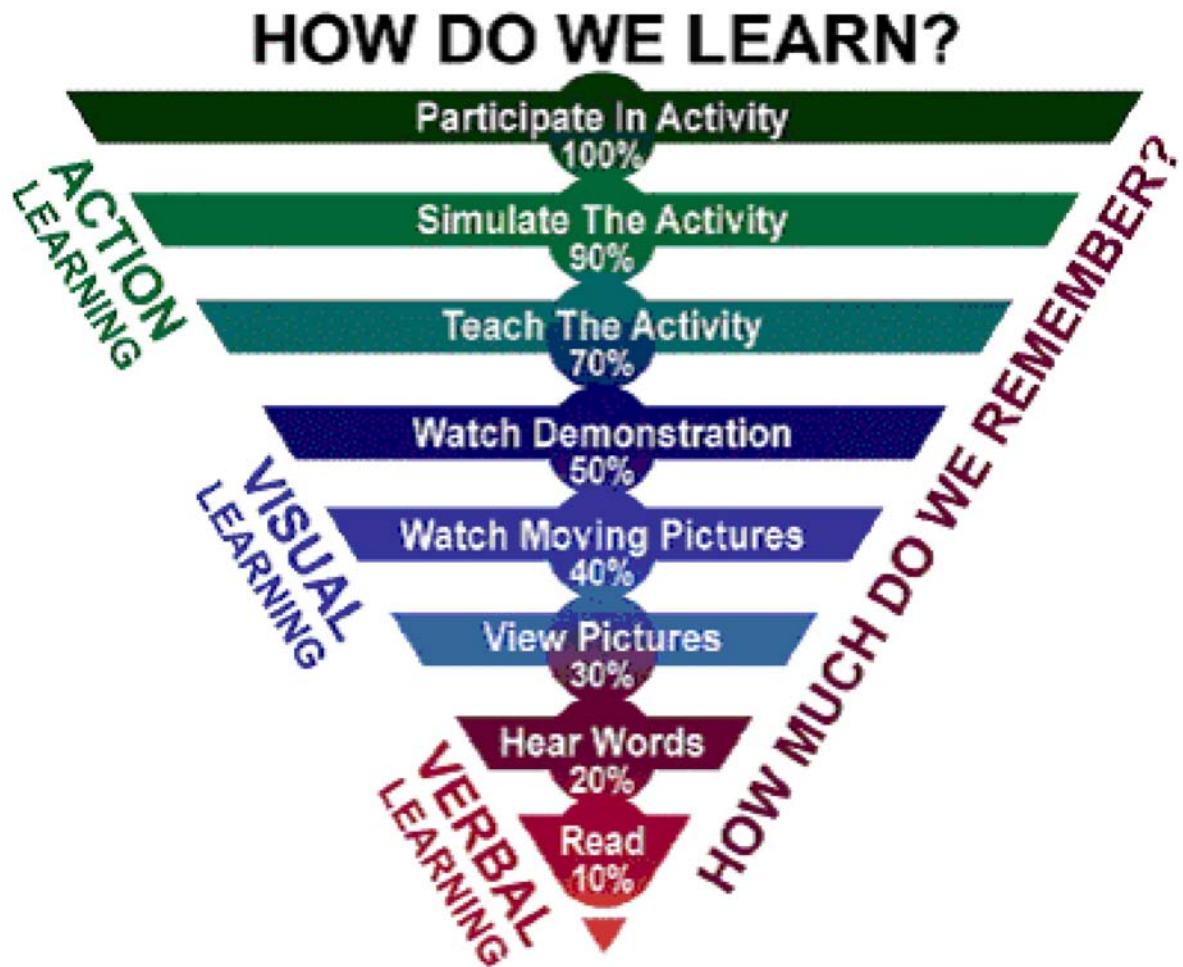 HOW DO WE LEARN?
Participate In Activity
100%
Simulate The Activity
90%
Teach The Activity
70%
Watch Demonstration
50%
Watch Moving Pictures
40%
View Pictures
30%
Hear Words
20%
Read
10%
ACTION
LEARNING
VISUAL
LEARNING
VERBAL
LEARNING
HOW MUCH DO WE REMEMBER?